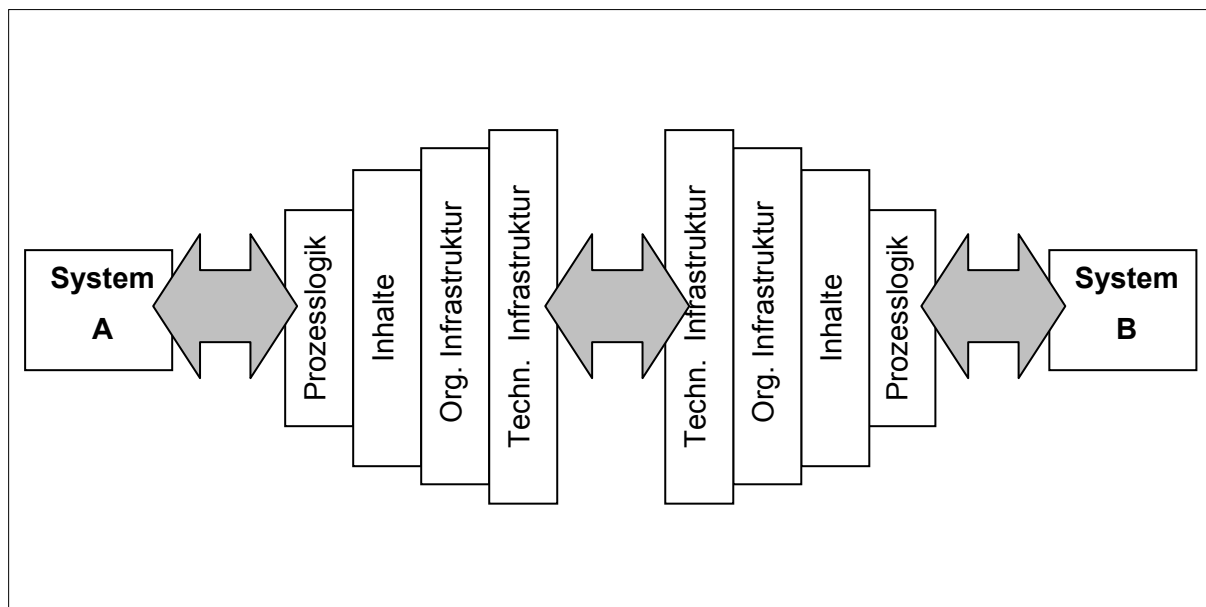 System
A
Prozesslogik
Inhalte
Org. Infrastruktur
Techn. Infrastruktur
Techn. Infrastruktur
Org. Infrastruktur
Inhalte
Prozesslogik
System
B